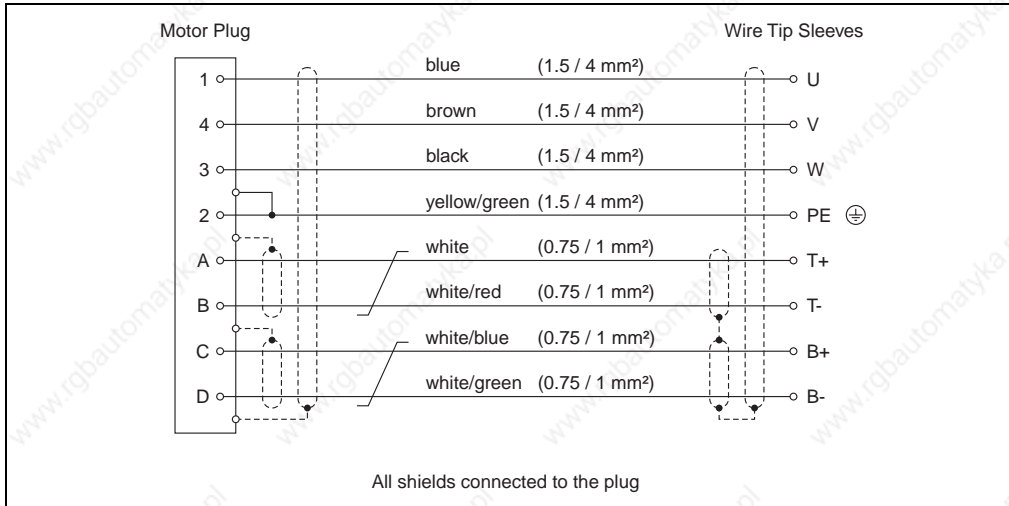 Motor Plug Wire Tip Sleeves
1 blue (1.5 / 4 mm²) U
4 brown (1.5 / 4 mm²) V
3 black (1.5 / 4 mm²) W
2 yellow/green (1.5 / 4 mm²) PE
A white (0.75 / 1 mm²) T+
B white/red (0.75 / 1 mm²) T-
C white/blue (0.75 / 1 mm²) B+
D white/green (0.75 / 1 mm²) B-
All shields connected to the plug
www.rgbautomatyka.pl